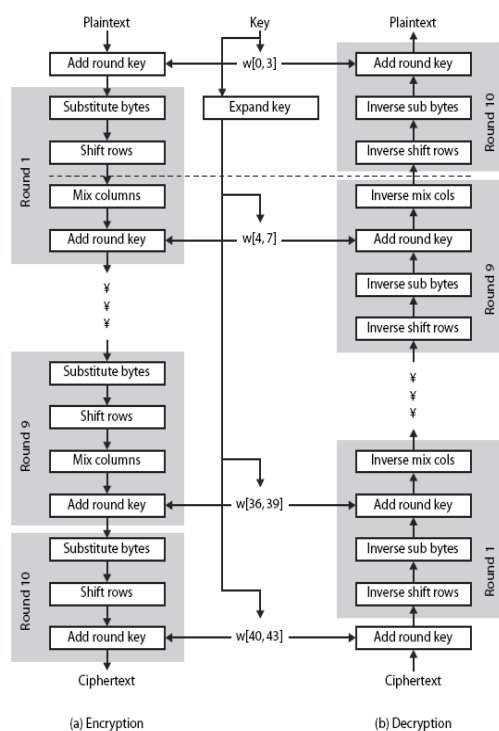 Plaintext
Add round key
Round 1
Substitute bytes
Shift rows
Mix columns
Add round key
¥
¥
¥
Round 9
Substitute bytes
Shift rows
Mix columns
Add round key
Round 10
Substitute bytes
Shift rows
Add round key
Ciphertext
(a) Encryption
Key
w[0, 3]
Expand key
w[4, 7]
w[36, 39]
w[40, 43]
Plaintext
Add round key
Inverse sub bytes
Inverse shift rows
Round 10
Inverse mix cols
Add round key
Inverse sub bytes
Inverse shift rows
Round 9
¥
¥
¥
Inverse mix cols
Add round key
Inverse sub bytes
Inverse shift rows
Round 1
Add round key
Ciphertext
(b) Decryption